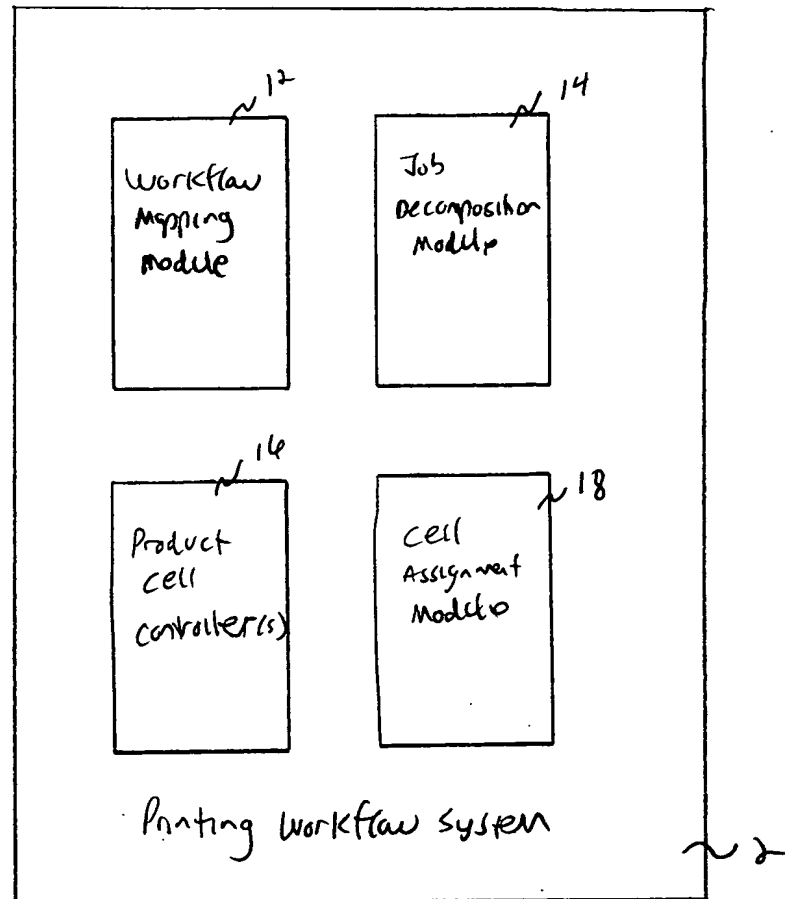 12
Workflow
Mapping
Module
14
Job
Decomposition
Module
16
Product
Cell
Controller(s)
18
Cell
Assignment
Module
Printing Workflow System
2